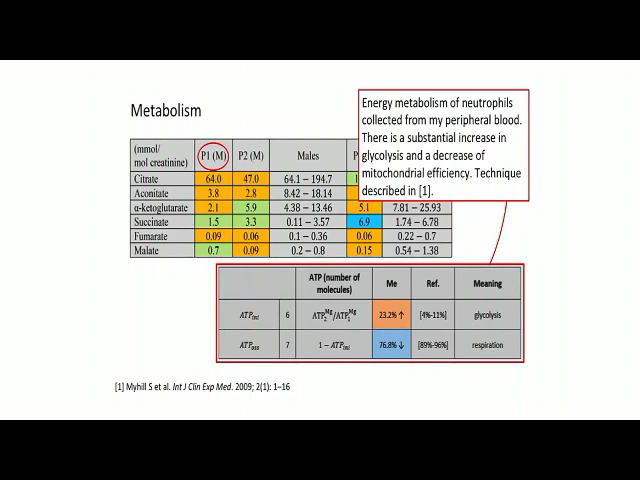 Metabolism
Energy metabolism of neutrophils
collected from my peripheral blood.
There is a substantial increase in
glycolysis and a decrease of
mitochondrial efficiency. Technique
described in [1].
(mmol/
mol creatinine) P1 (M) P2 (M) Males
Citrate 64.0 47.0 64.1 – 194.7
Aconitate 3.8 2.8 8.42 – 18.14
α-ketoglutarate 2.1 5.9 4.38 – 13.46 5.1 7.81 – 25.93
Succinate 1.5 3.3 0.11 – 3.57 6.9 1.74 – 6.78
Fumarate 0.09 0.06 0.1 – 0.36 0.06 0.22 – 0.7
Malate 0.7 0.09 0.2 – 0.8 0.15 0.54 – 1.38
ATP (number of
molecules) Me Ref. Meaning
6 23.2% ↑ [4%-11%] glycolysis
7 76.8% ↓ [89%-96%] respiration
[1] Myhill S et al. Int J Clin Exp Med. 2009; 2(1): 1–16